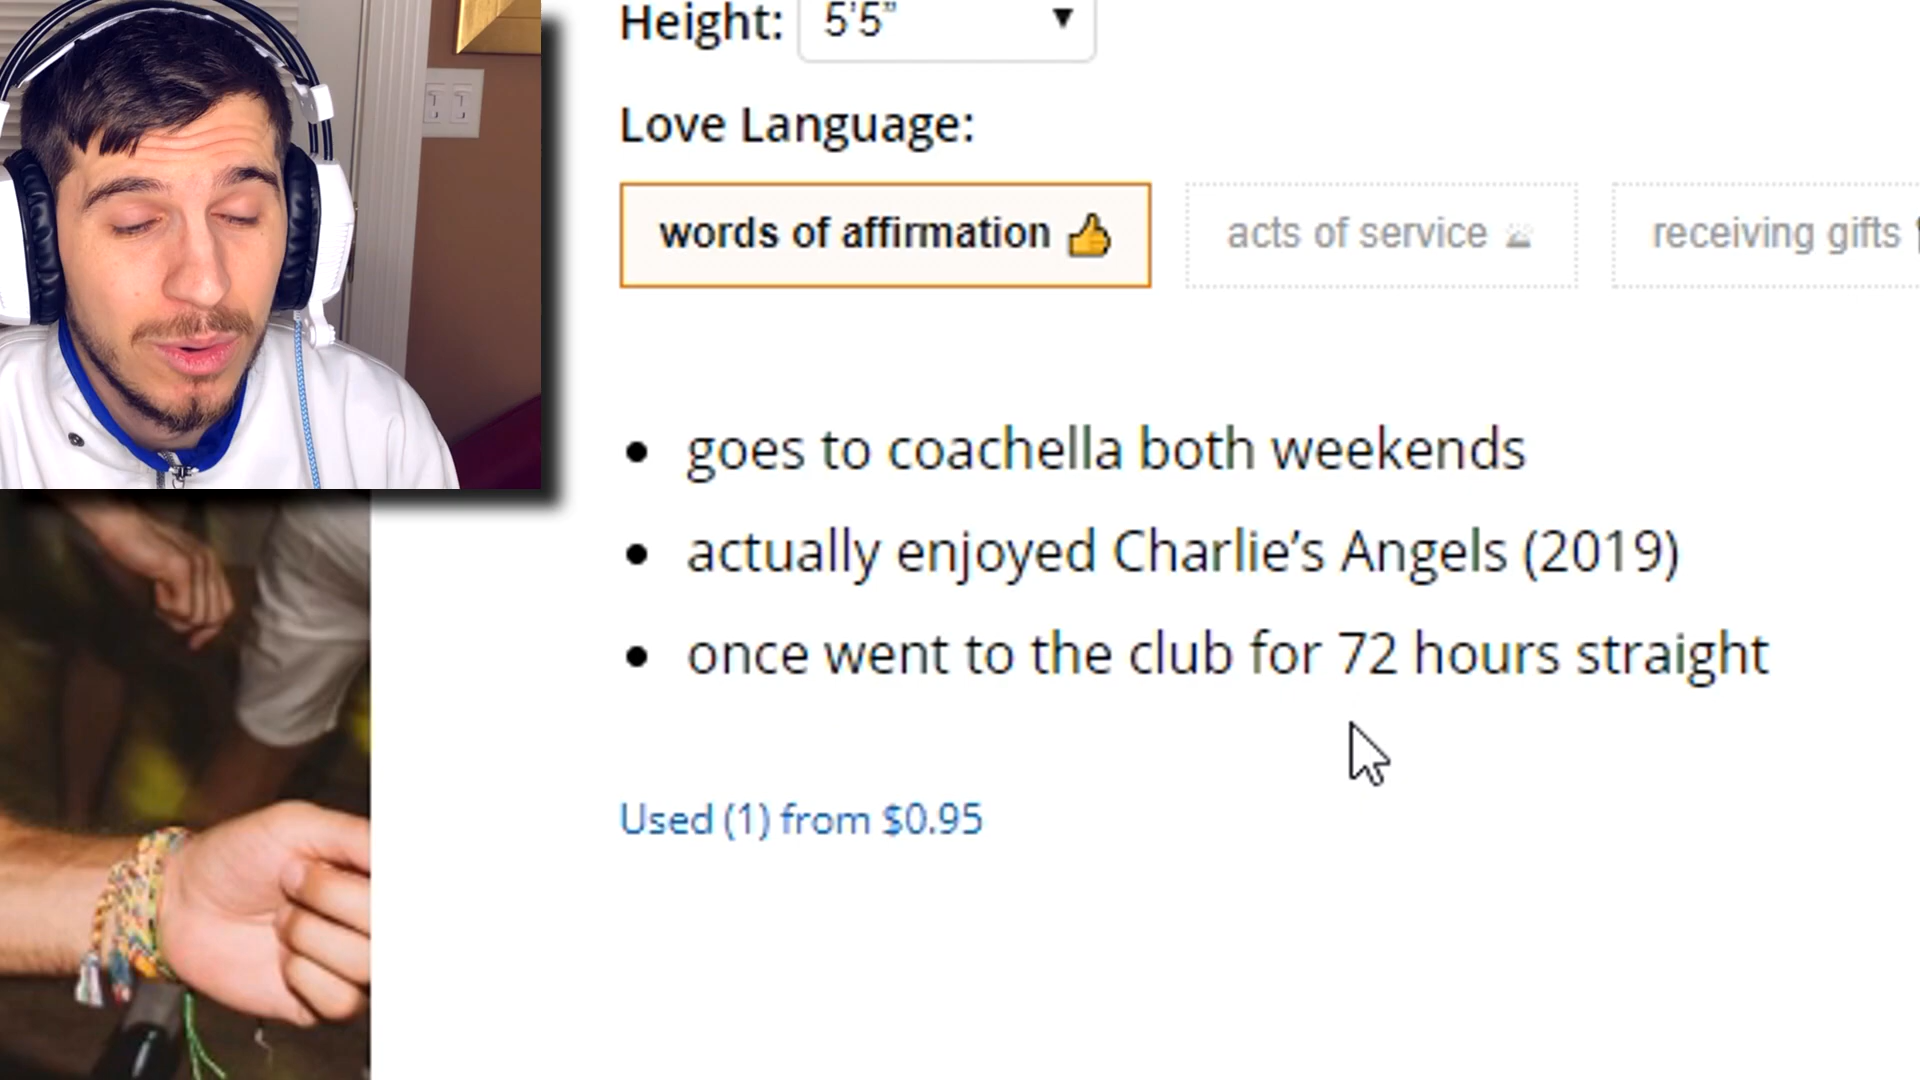 Height: 5'5”
Love Language:
words of affirmation 👍 acts of service receiving gifts
goes to coachella both weekends
actually enjoyed Charlie’s Angels (2019)
once went to the club for 72 hours straight
Used (1) from $0.95